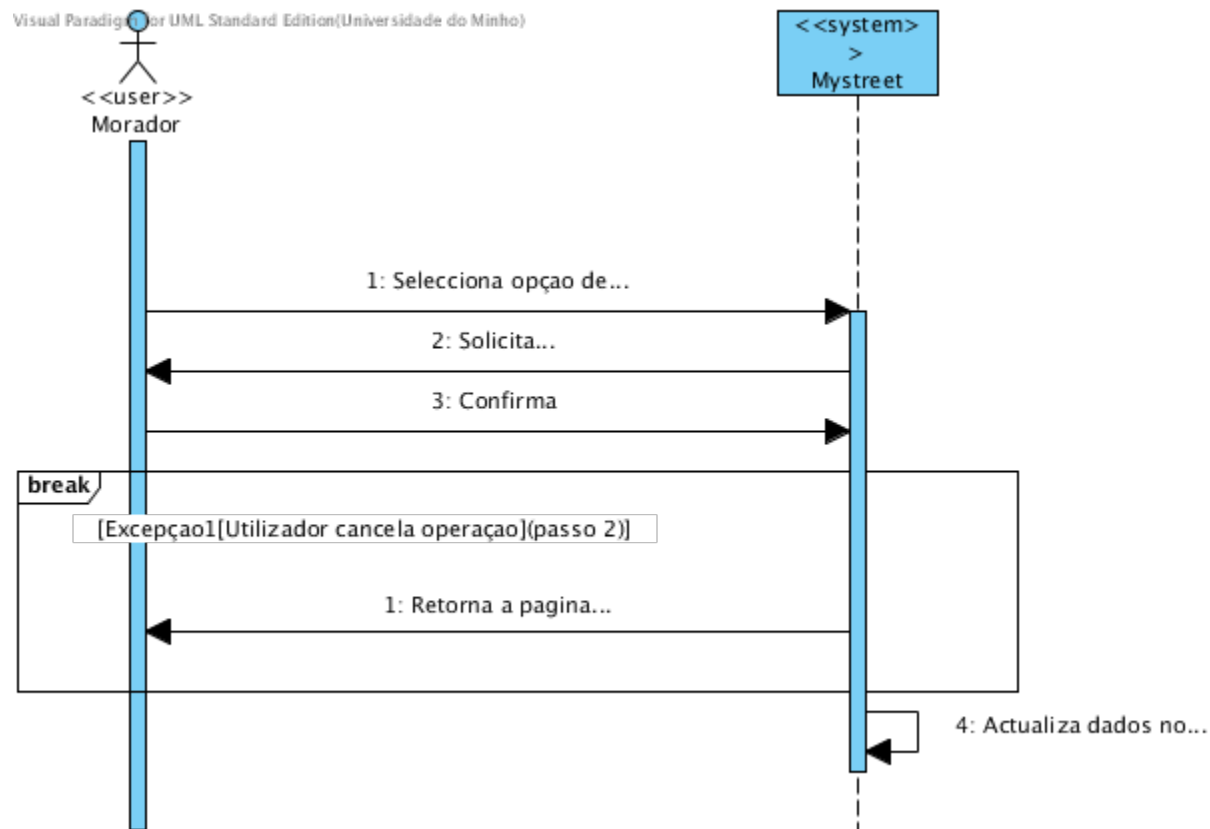 Visual Paradigm for UML Standard Edition(Universidade do Minho)
<<user>>
Morador
<<system>
>
Mystreet
1: Selecciona opçao de...
2: Solicita...
3: Confirma
break
[Excepçao1[Utilizador cancela operaçao](passo 2)]
1: Retorna a pagina...
4: Actualiza dados no...